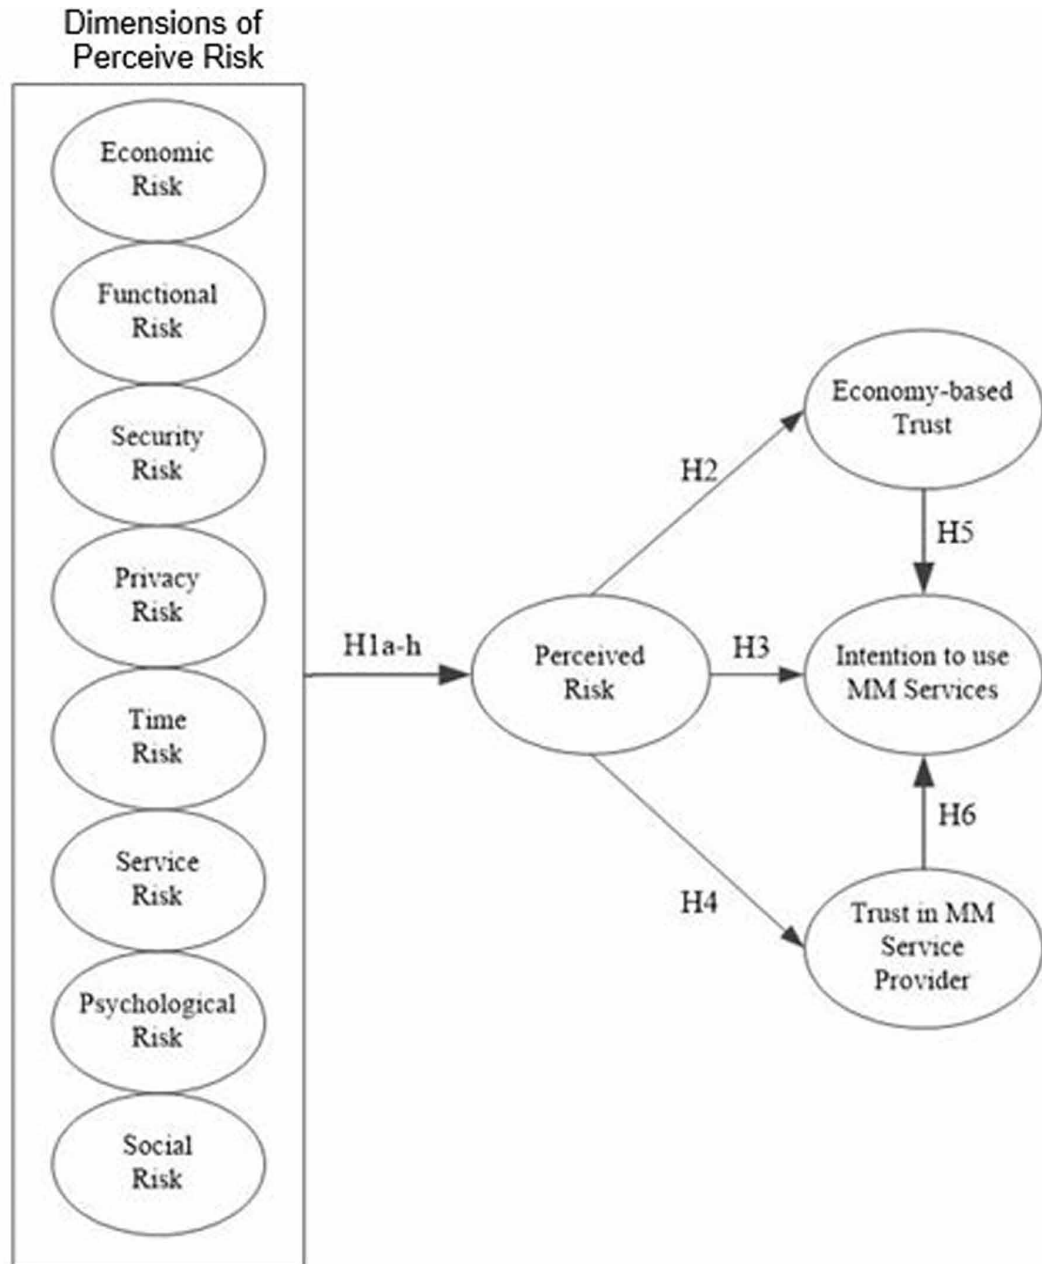 Dimensions of
Perceive Risk
Economic
Risk
Functional
Risk
Security
Risk
Privacy
Risk
Time
Risk
Service
Risk
Psychological
Risk
Social
Risk
H1a-h
Perceived
Risk
H2
H3
H4
Economy-based
Trust
H5
Intention to use
MM Services
H6
Trust in MM
Service
Provider